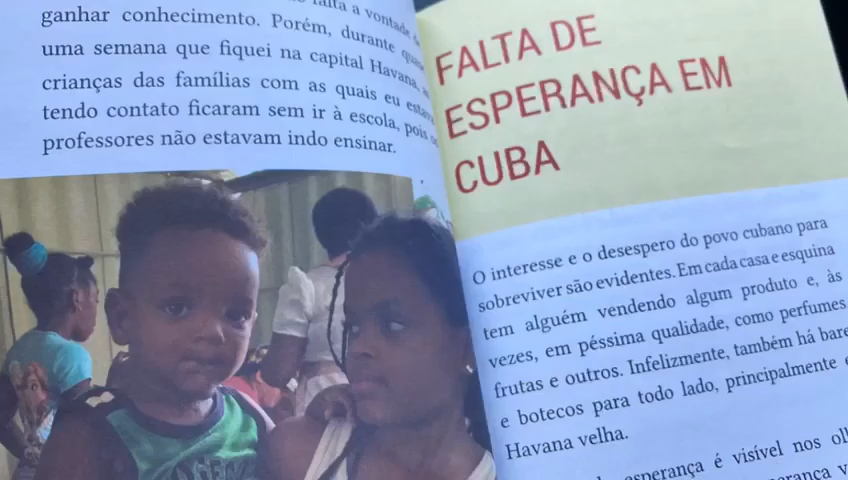 falta a vontade
ganhar conhecimento. Porém, durante
uma semana que fiquei na capital Havana,
crianças das famílias com as quais eu
tendo contato ficaram sem ir à escola, pois
professores não estavam indo ensinar.
FALTA DE
ESPERANÇA EM
CUBA
O interesse e o desespero do povo cubano para
sobreviver são evidentes. Em cada casa e esquina
tem alguém vendendo algum produto e, às
vezes, em péssima qualidade, como perfumes
frutas e outros. Infelizmente, também há
e botecos para todo lado, principalmente
Havana velha.
esperança é visível nos